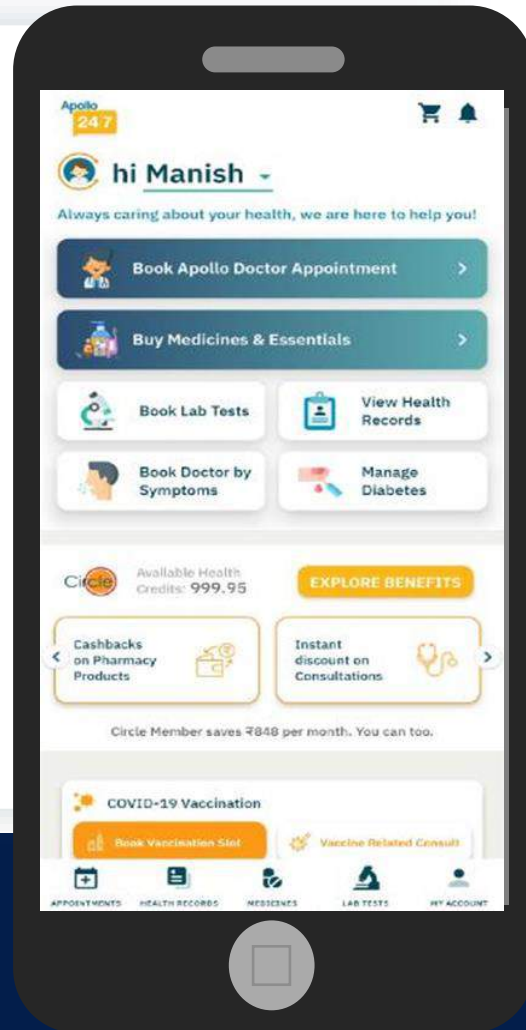 Apollo
24|7
hi Manish
Always caring about your health, we are here to help you!
Book Apollo Doctor Appointment
Buy Medicines & Essentials
Book Lab Tests
View Health
Records
Book Doctor by
Symptoms
Manage
Diabetes
Circle
Available Health
Credits: 999.95
EXPLORE BENEFITS
Cashbacks
on Pharmacy
Products
Instant
discount on
Consultations
Circle Member saves ₹848 per month. You can too.
COVID-19 Vaccination
Book Vaccination Slot
Vaccine Related Consult
APPOINTMENTS
HEALTH RECORDS
MEDICINES
LAB TESTS
MY ACCOUNT